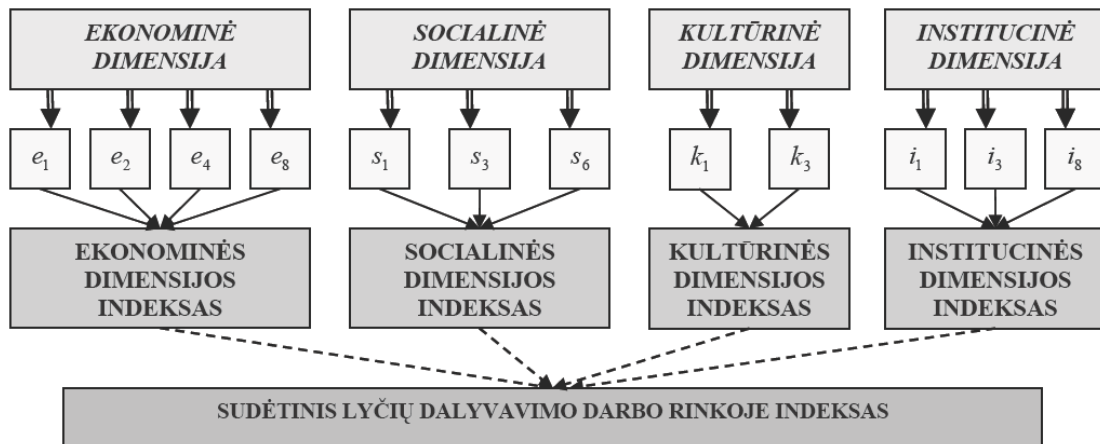 EKONOMINĖ
DIMENSIJA
SOCIALINĖ
DIMENSIJA
KULTŪRINĖ
DIMENSIJA
INSTITUCINĖ
DIMENSIJA
e₁ e₂ e₄ e₈ s₁ s₃ s₆ k₁ k₃ i₁ i₃ i₈
EKONOMINĖS
DIMENSIJOS
INDEKSAS
SOCIALINĖS
DIMENSIJOS
INDEKSAS
KULTŪRINĖS
DIMENSIJOS
INDEKSAS
INSTITUCINĖS
DIMENSIJOS
INDEKSAS
SUDĖTINIS LYČIŲ DALYVAVIMO DARBO RINKOJE INDEKSAS